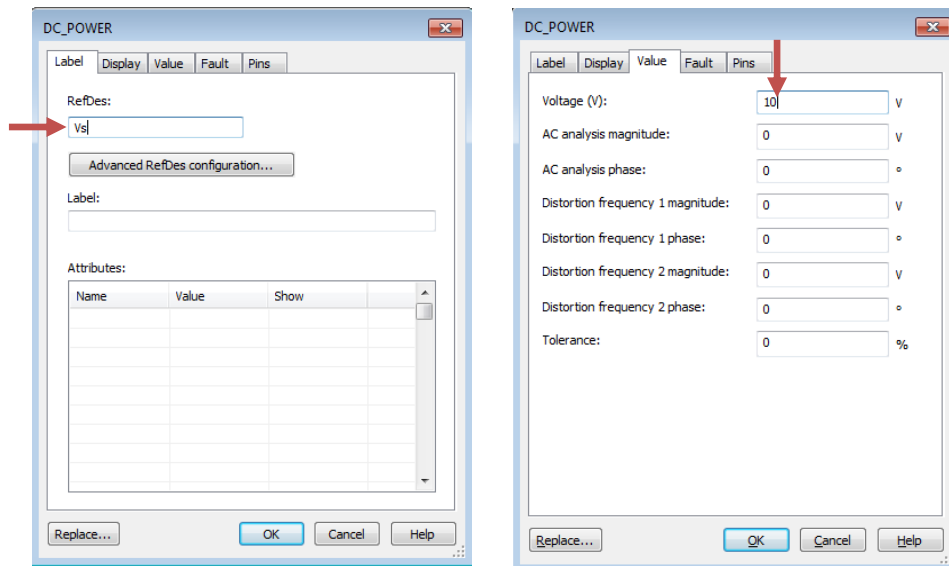 DC_POWER
Label Display Value Fault Pins
RefDes:
Vs
Advanced RefDes configuration...
Label:
Attributes:
Name Value Show
Replace... OK Cancel Help
DC_POWER
Label Display Value Fault Pins
Voltage (V): 10 V
AC analysis magnitude: 0 V
AC analysis phase: 0 °
Distortion frequency 1 magnitude: 0 V
Distortion frequency 1 phase: 0 °
Distortion frequency 2 magnitude: 0 V
Distortion frequency 2 phase: 0 °
Tolerance: 0 %
Replace... OK Cancel Help